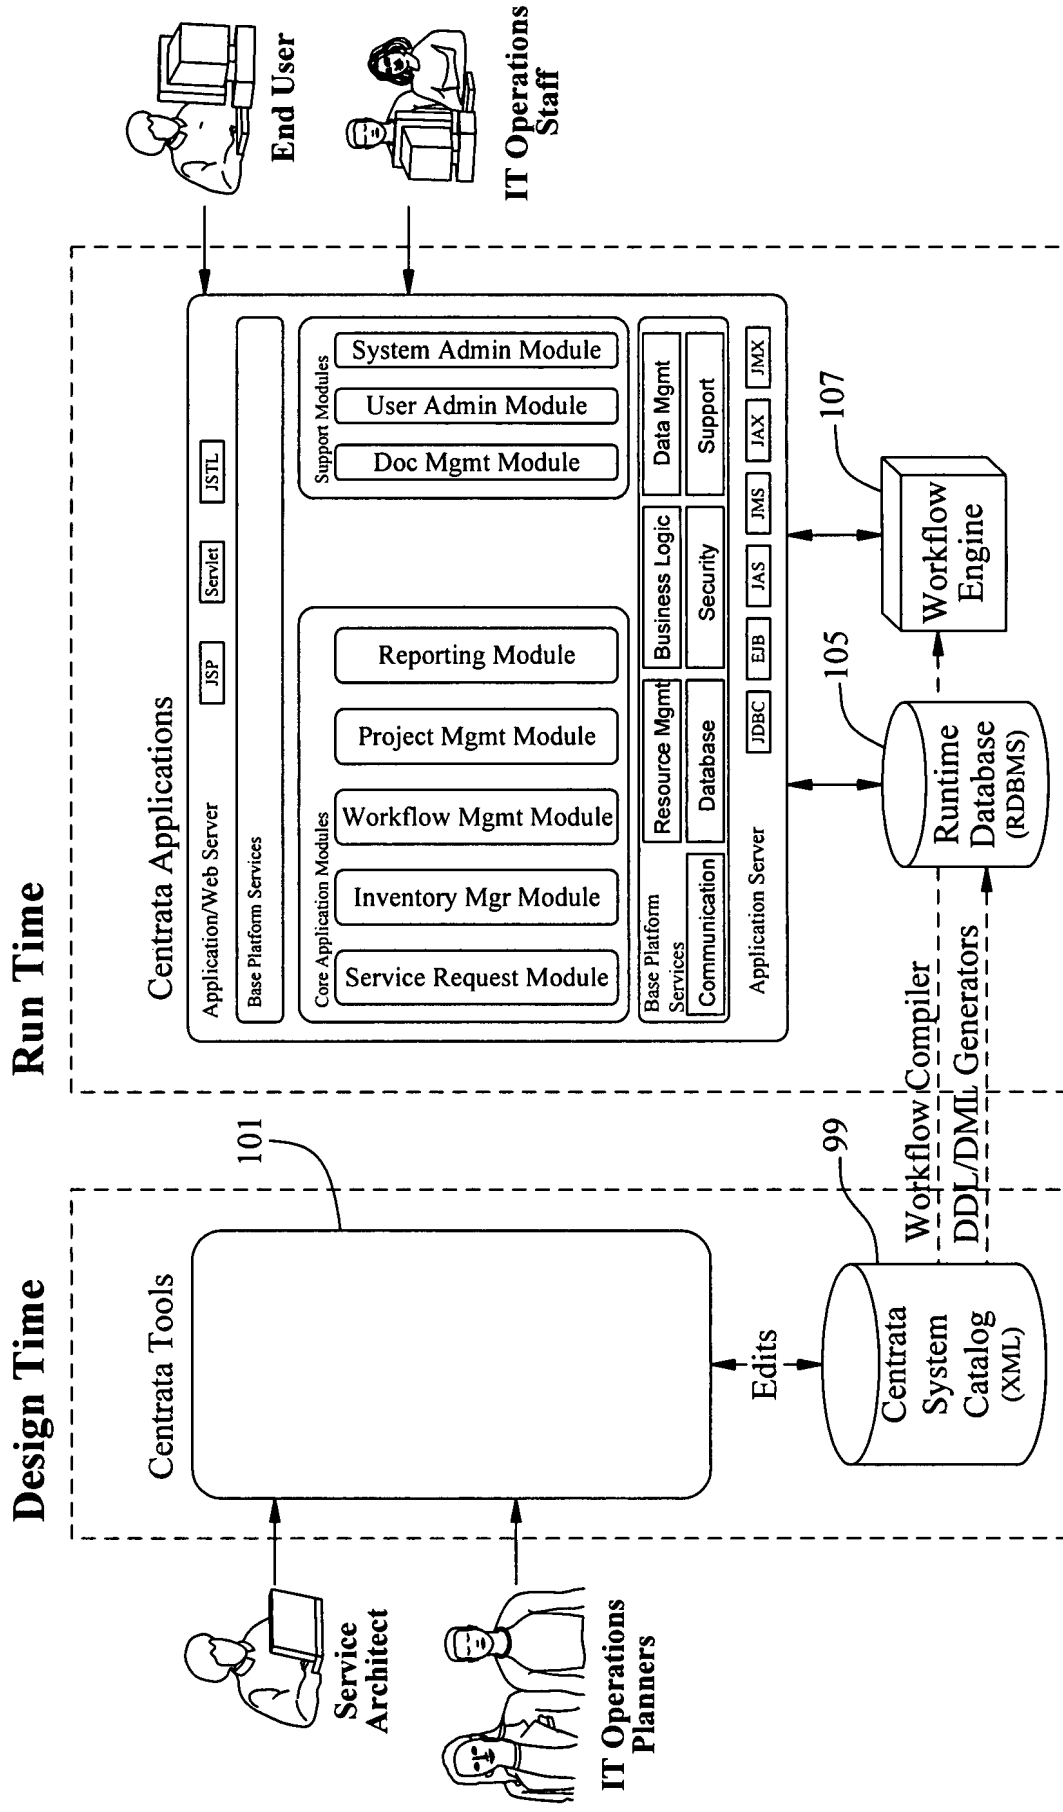 Design Time
Run Time
Centrata Tools
101
Service
Architect
IT Operations
Planners
Edits
Centrata
System
Catalog
(XML)
99
Workflow Compiler
DDL/DML Generators
Centrata Applications
Application/Web Server
JSP
Servlet
JSTL
Base Platform Services
Core Application Modules
Service Request Module
Inventory Mgr Module
Workflow Mgmt Module
Project Mgmt Module
Reporting Module
Support Modules
Doc Mgmt Module
User Admin Module
System Admin Module
Base Platform
Services
Resource Mgmt
Business Logic
Data Mgmt
Communication
Database
Security
Support
Application Server
JDBC
EJB
JAS
JMS
JAX
JMX
105
107
Runtime
Database
(RDBMS)
Workflow
Engine
End User
IT Operations
Staff